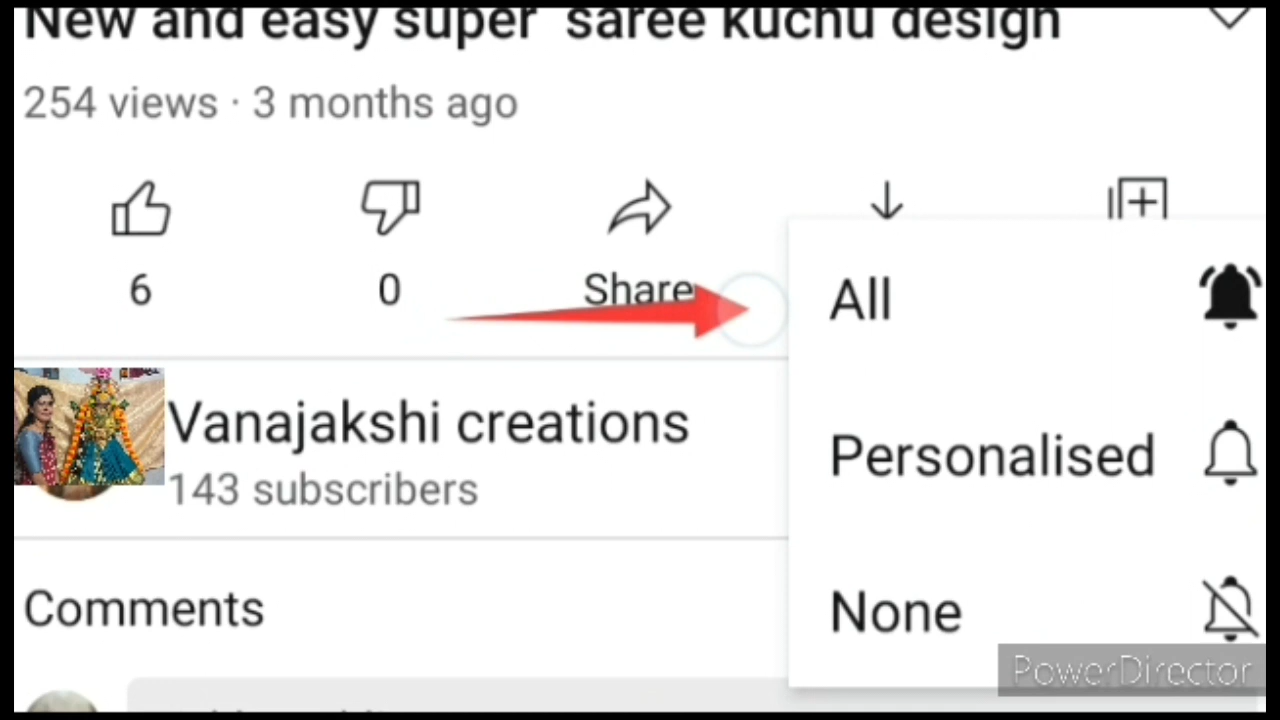 New and easy super saree kuchu design
254 views · 3 months ago
6
0
Share
All
Vanajakshi creations
Personalised
143 subscribers
Comments
None
PowerDirector